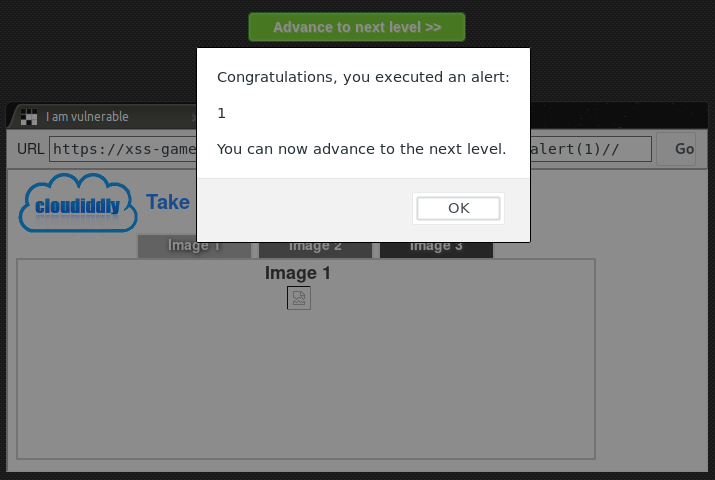 Advance to next level >>
Congratulations, you executed an alert:
1
You can now advance to the next level.
OK
I am vulnerable
URL https://xss-game alert(1)// Go
cloudiddly Take
Image 1 Image 2 Image 3
Image 1